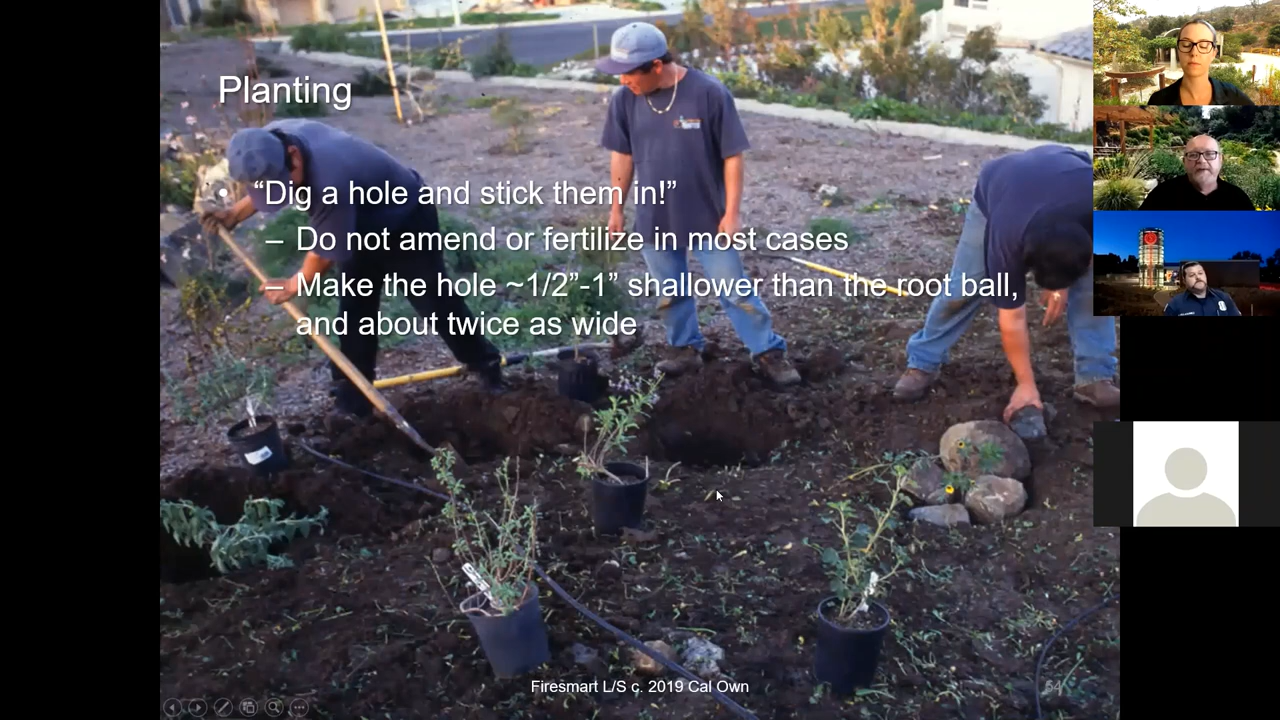 Planting
• “Dig a hole and stick them in!”
– Do not amend or fertilize in most cases
– Make the hole ~1/2”-1” shallower than the root ball,
and about twice as wide
Firesmart L/S c. 2019 Cal Own
54